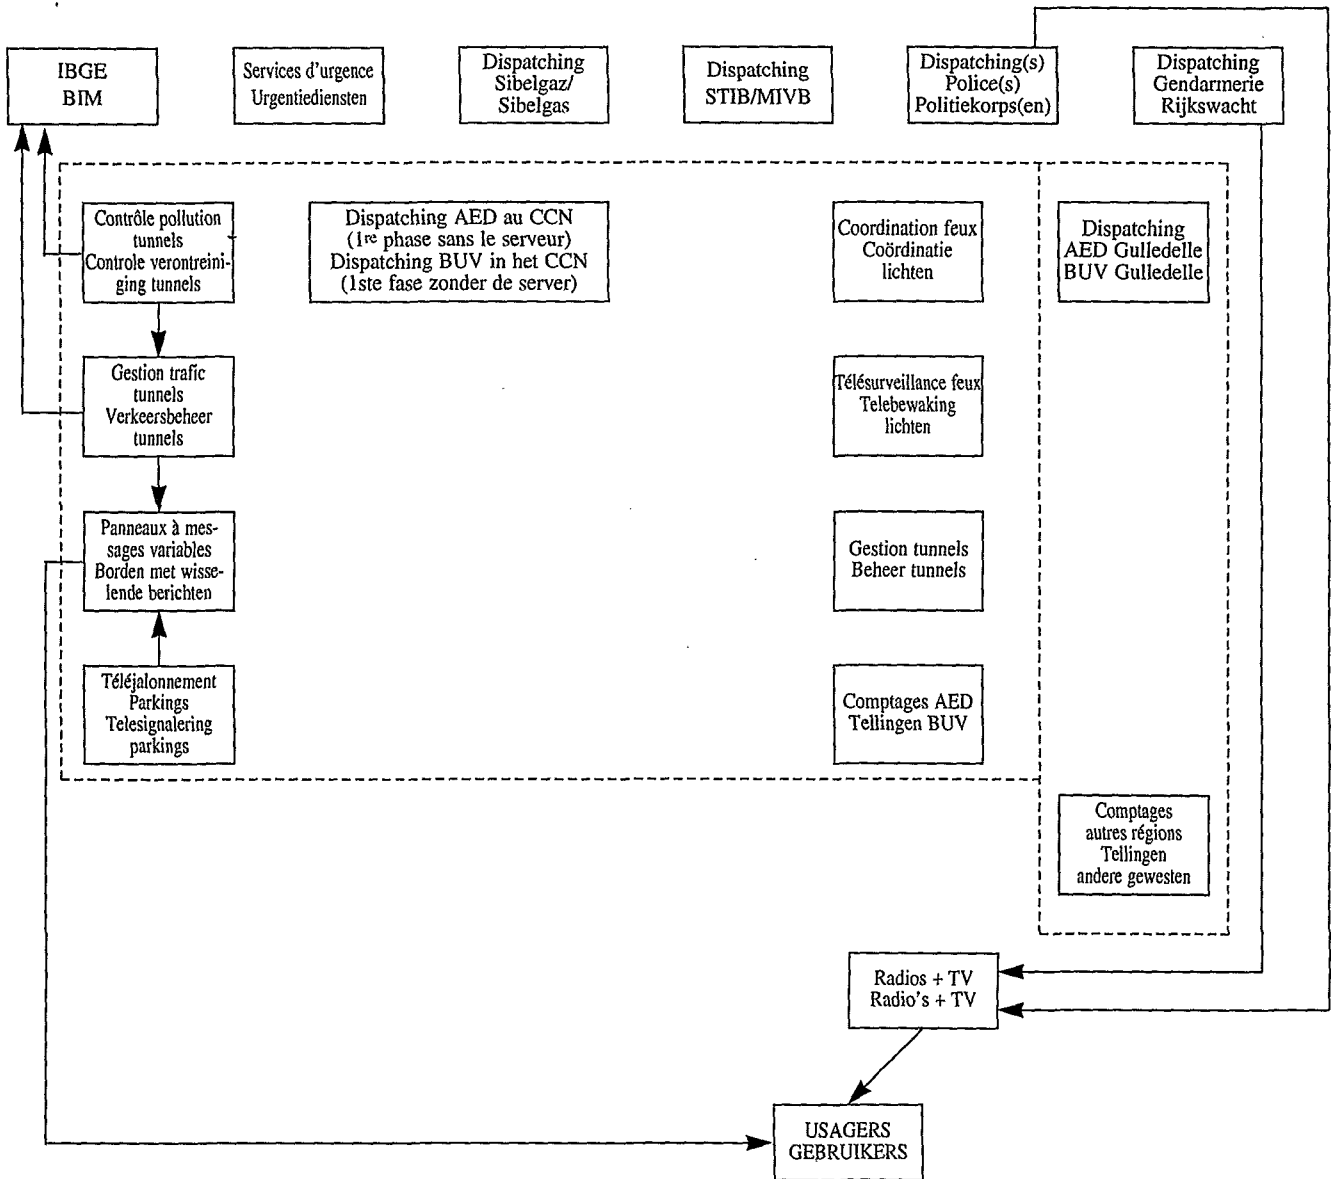 IBGE
BIM
Services d'urgence
Urgentiediensten
Dispatching
Sibelgaz/
Sibelgas
Dispatching
STIB/MIVB
Dispatching(s)
Police(s)
Politiekorps(en)
Dispatching
Gendarmerie
Rijkswacht
Contrôle pollution
tunnels
Controle verontreini-
ging tunnels
Dispatching AED au CCN
(1re phase sans le serveur)
Dispatching BUV in het CCN
(1ste fase zonder de server)
Coordination feux
Coördinatie
lichten
Dispatching
AED Gulledelle
BUV Gulledelle
Gestion trafic
tunnels
Verkeersbeheer
tunnels
Télésurveillance feux
Telebewaking
lichten
Panneaux à mes-
sages variables
Borden met wisse-
lende berichten
Gestion tunnels
Beheer tunnels
Téléjalonnement
Parkings
Telesignalering
parkings
Comptages AED
Tellingen BUV
Comptages
autres régions
Tellingen
andere gewesten
Radios + TV
Radio's + TV
USAGERS
GEBRUIKERS